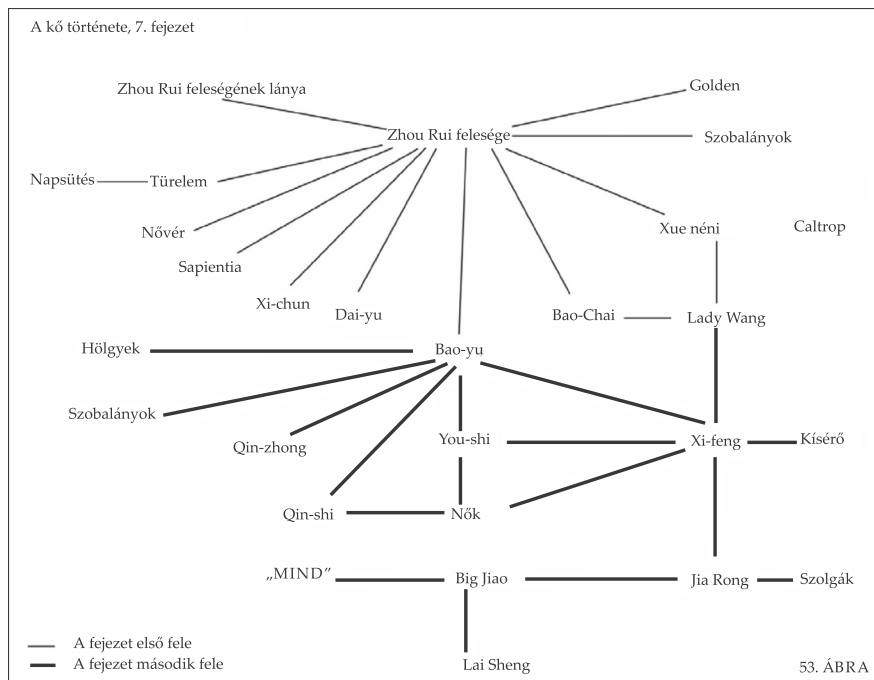 A kő története, 7. fejezet
Zhou Rui feleségének lánya
Golden
Zhou Rui felesége
Szobalányok
Napsütés
Türelem
Nővér
Xue néni
Caltrop
Sapientia
Xi-chun
Dai-yu
Bao-Chai
Lady Wang
Hölgyek
Bao-yu
Szobalányok
Qin-zhong
You-shi
Xi-feng
Kísérő
Qin-shi
Nők
„MIND”
Big Jiao
Jia Rong
Szolgák
A fejezet első fele
A fejezet második fele
Lai Sheng
53. ÁBRA